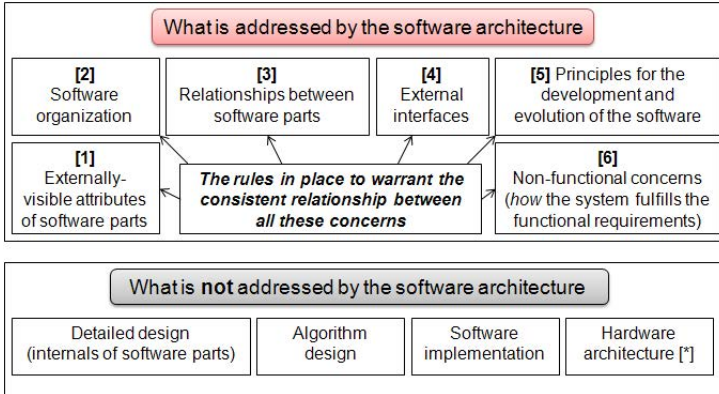 What is addressed by the software architecture
[2]
Software
organization
[3]
Relationships between
software parts
[4]
External
interfaces
[5] Principles for the
development and
evolution of the software
[1]
Externally-
visible attributes
of software parts
The rules in place to warrant the
consistent relationship between
all these concerns
[6]
Non-functional concerns
(how the system fulfills the
functional requirements)
What is not addressed by the software architecture
Detailed design
(internals of software parts)
Algorithm
design
Software
implementation
Hardware
architecture [*]